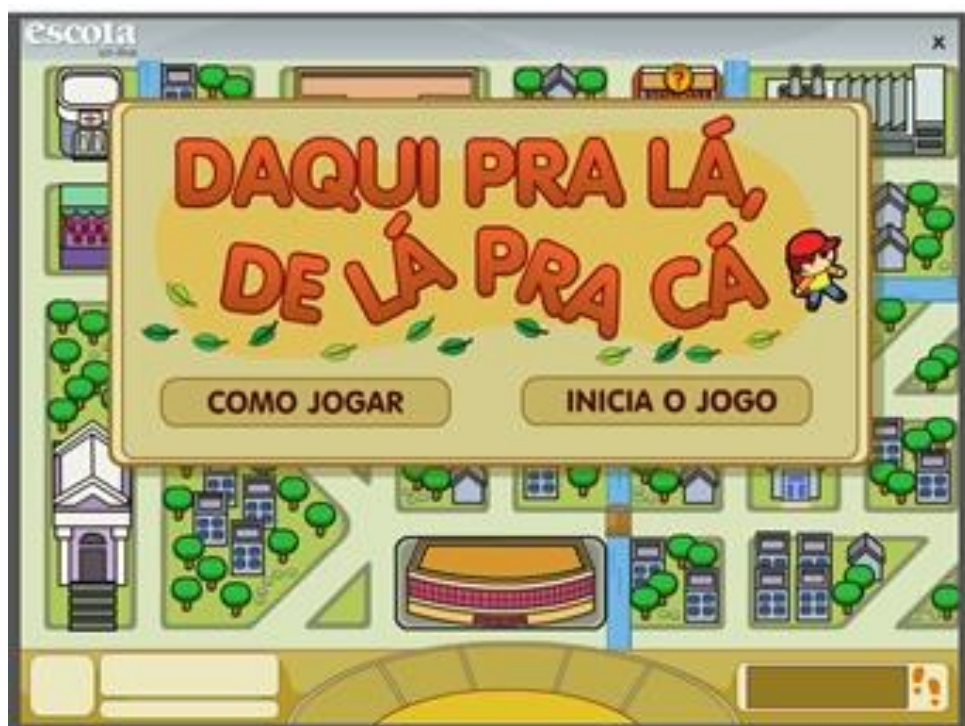 escola
X
?
DAQUI PRA LÁ,
DE LÁ PRA CÁ
COMO JOGAR
INICIA O JOGO